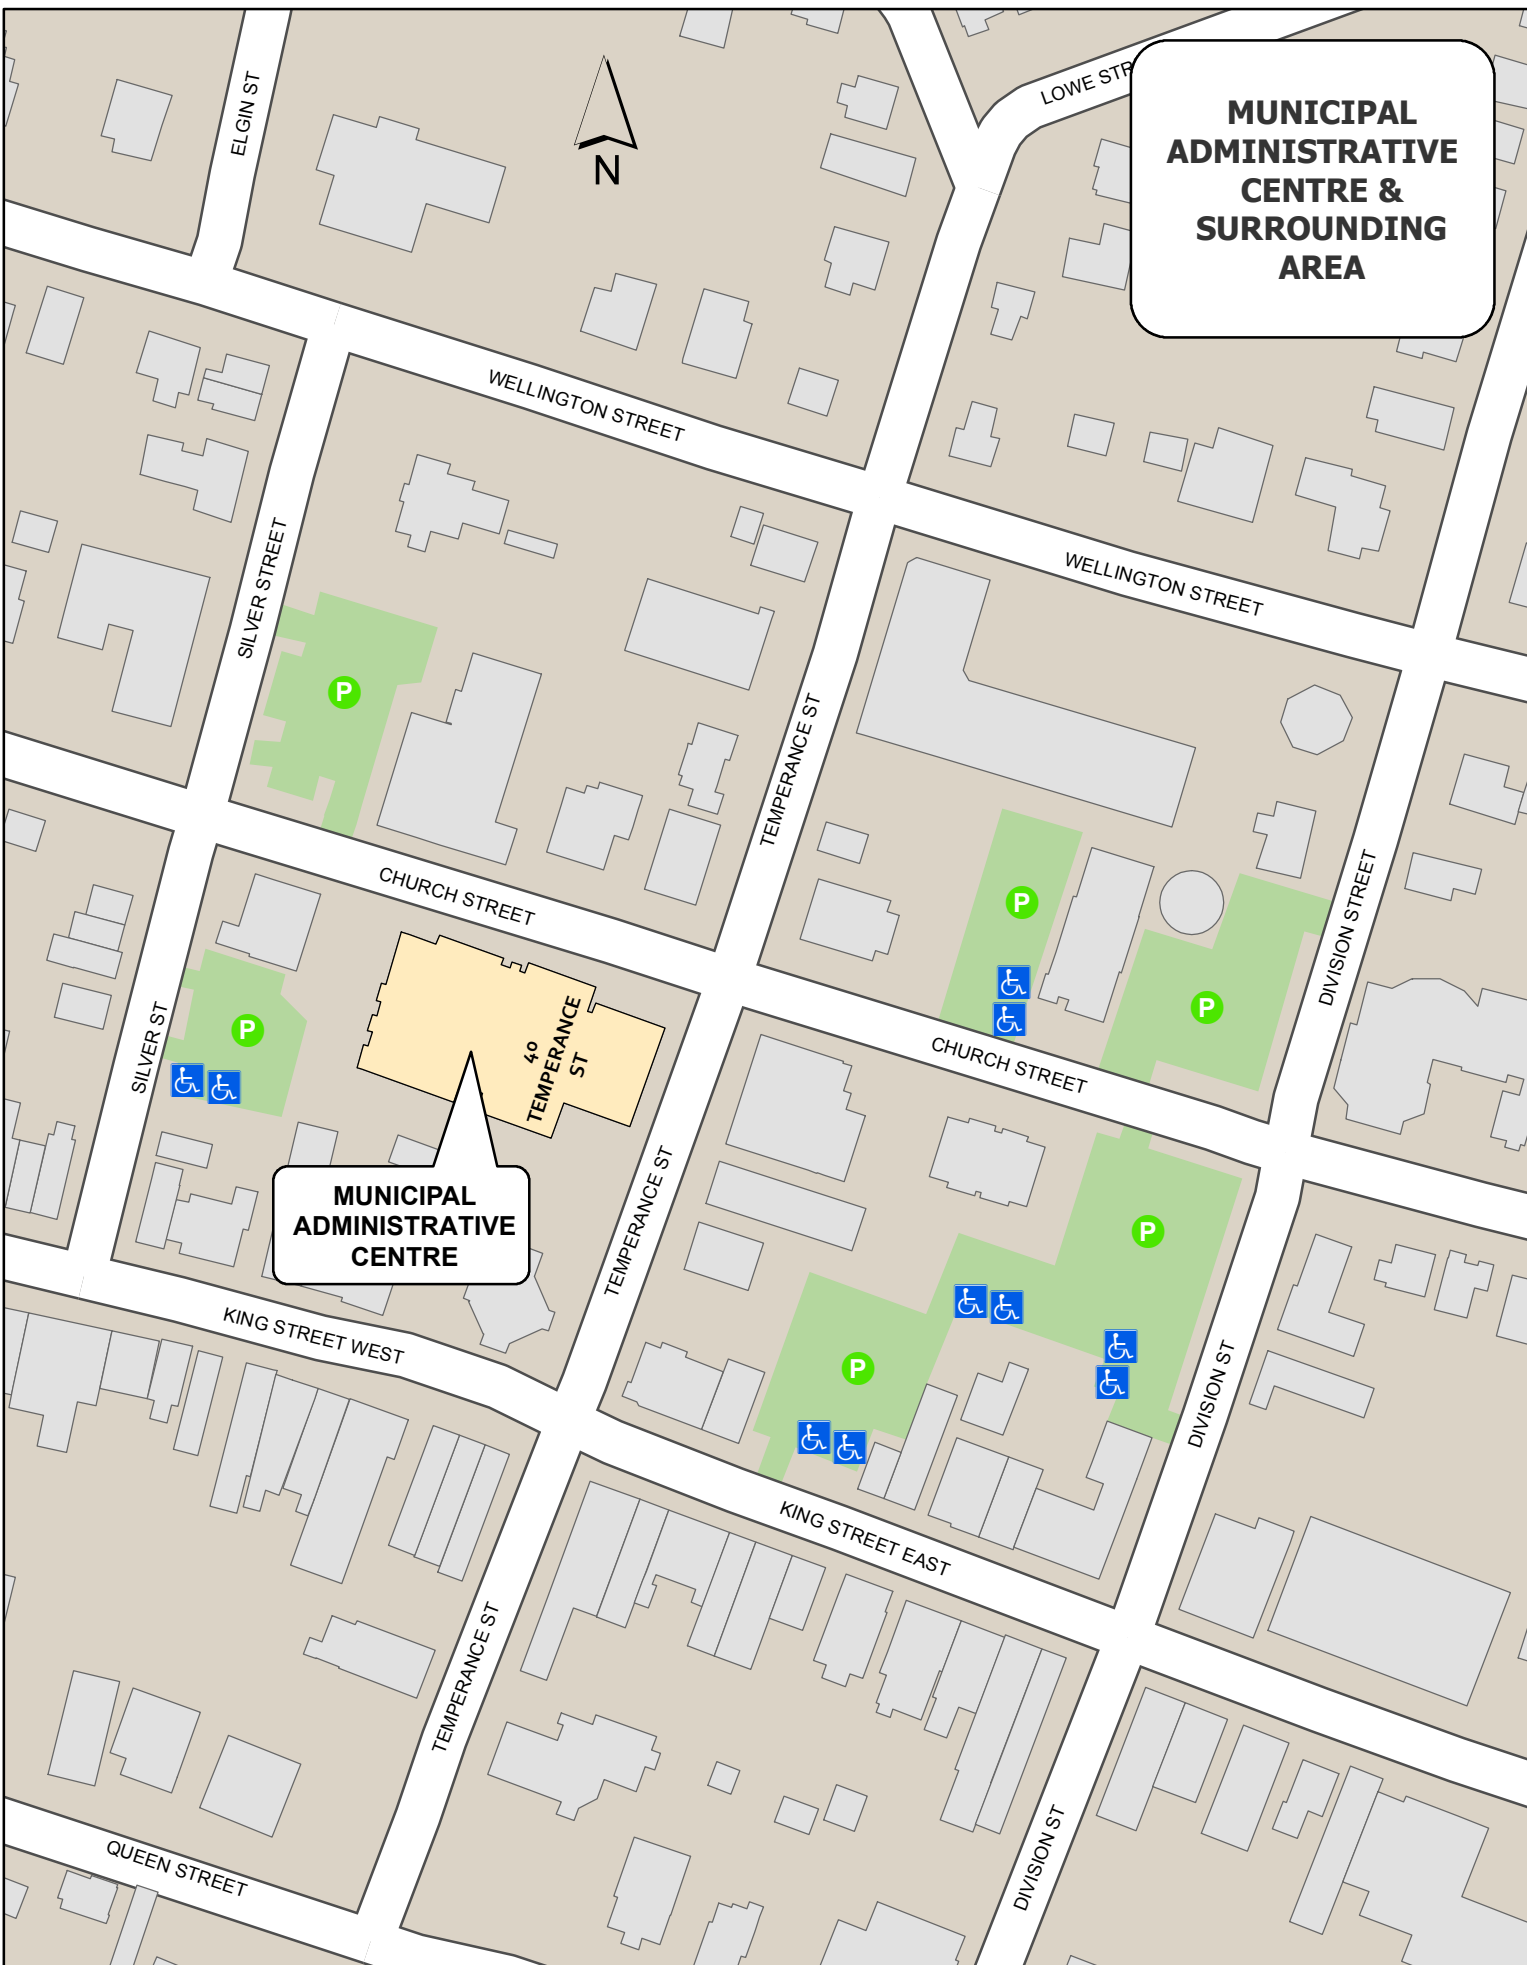 ELGIN ST
N
LOWE STR
MUNICIPAL
ADMINISTRATIVE
CENTRE &
SURROUNDING
AREA
WELLINGTON STREET
WELLINGTON STREET
SILVER STREET
P
TEMPERANCE ST
CHURCH STREET
P
P
DIVISION STREET
SILVER ST
P
40
TEMPERANCE
ST
CHURCH STREET
MUNICIPAL
ADMINISTRATIVE
CENTRE
TEMPERANCE ST
P
KING STREET WEST
P
DIVISION ST
KING STREET EAST
TEMPERANCE ST
QUEEN STREET
DIVISION ST